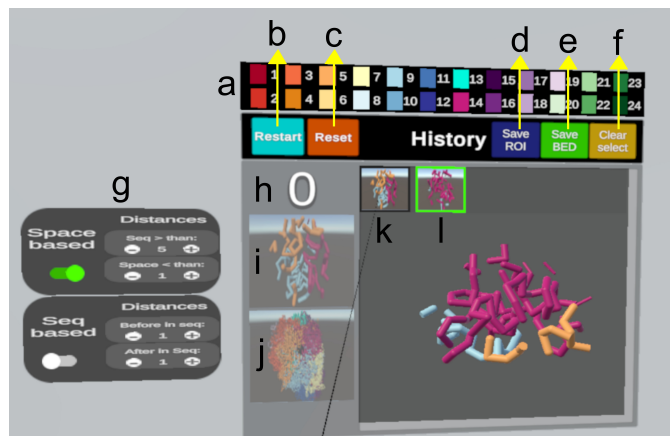 b c d e f
a
1 3 5 7 9 11 13 15 17 19 21 23
2 4 6 8 10 12 14 16 18 20 22 24
Restart Reset History Save ROI Save BED Clear select
g
h 0
i
j
k l
Space based
Distances
Seq > than:
5
Space < than:
1
Seq based
Distances
Before in seq:
1
After in Seq:
1